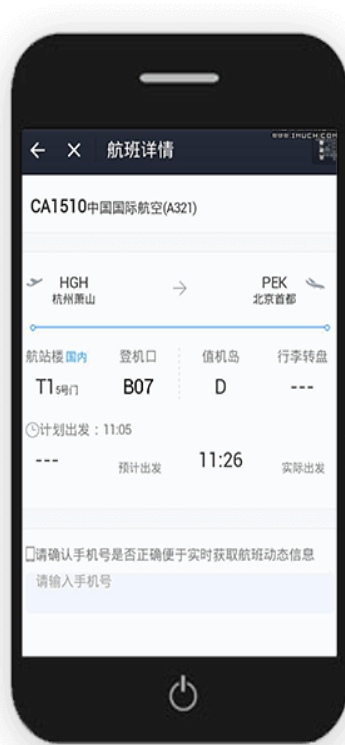 www.imuch.com
航班详情
CA1510中国国际航空(A321)
HGH PEK
杭州萧山 北京首都
航站楼 国内 登机口 值机岛 行李转盘
T1 5号门 B07 D ---
计划出发：11:05
--- 预计出发 11:26 实际出发
请确认手机号是否正确便于实时获取航班动态信息
请输入手机号